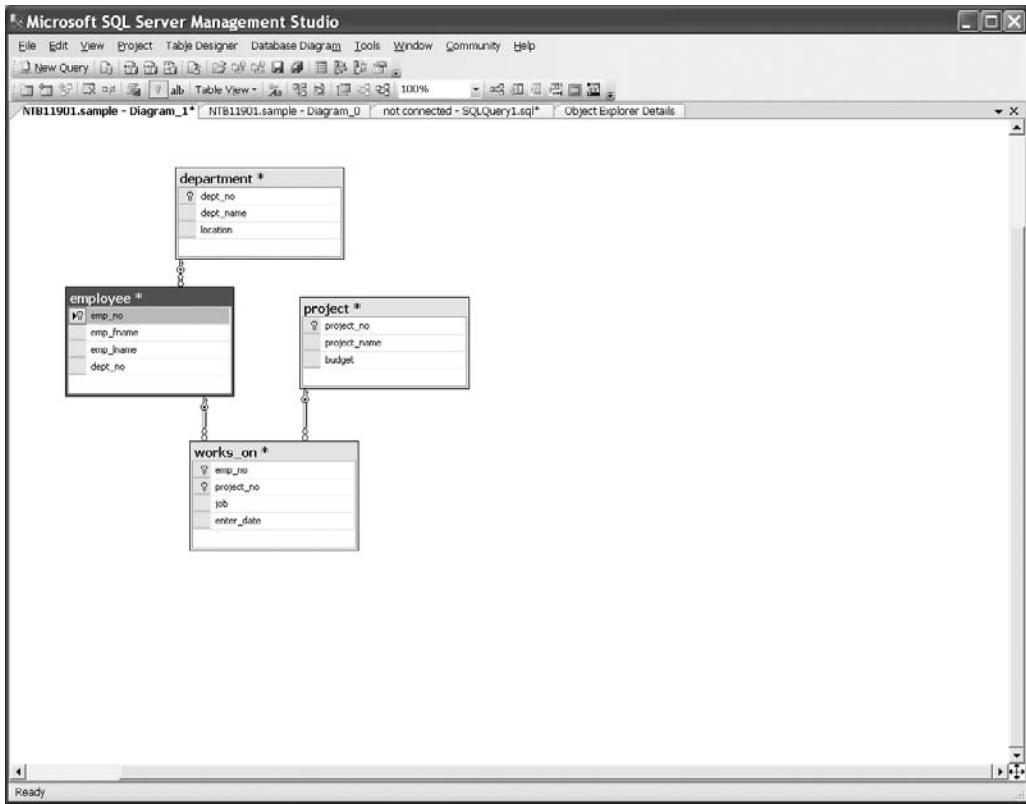 Microsoft SQL Server Management Studio
File Edit View Project Table Designer Database Diagram Tools Window Community Help
New Query
alb Table View 100%
NTB11901.sample - Diagram_1* NTB11901.sample - Diagram_0 not connected - SQLQuery1.sql* Object Explorer Details
department *
dept_no
dept_name
location
employee *
emp_no
emp_fname
emp_lname
dept_no
project *
project_no
project_name
budget
works_on *
emp_no
project_no
job
enter_date
Ready